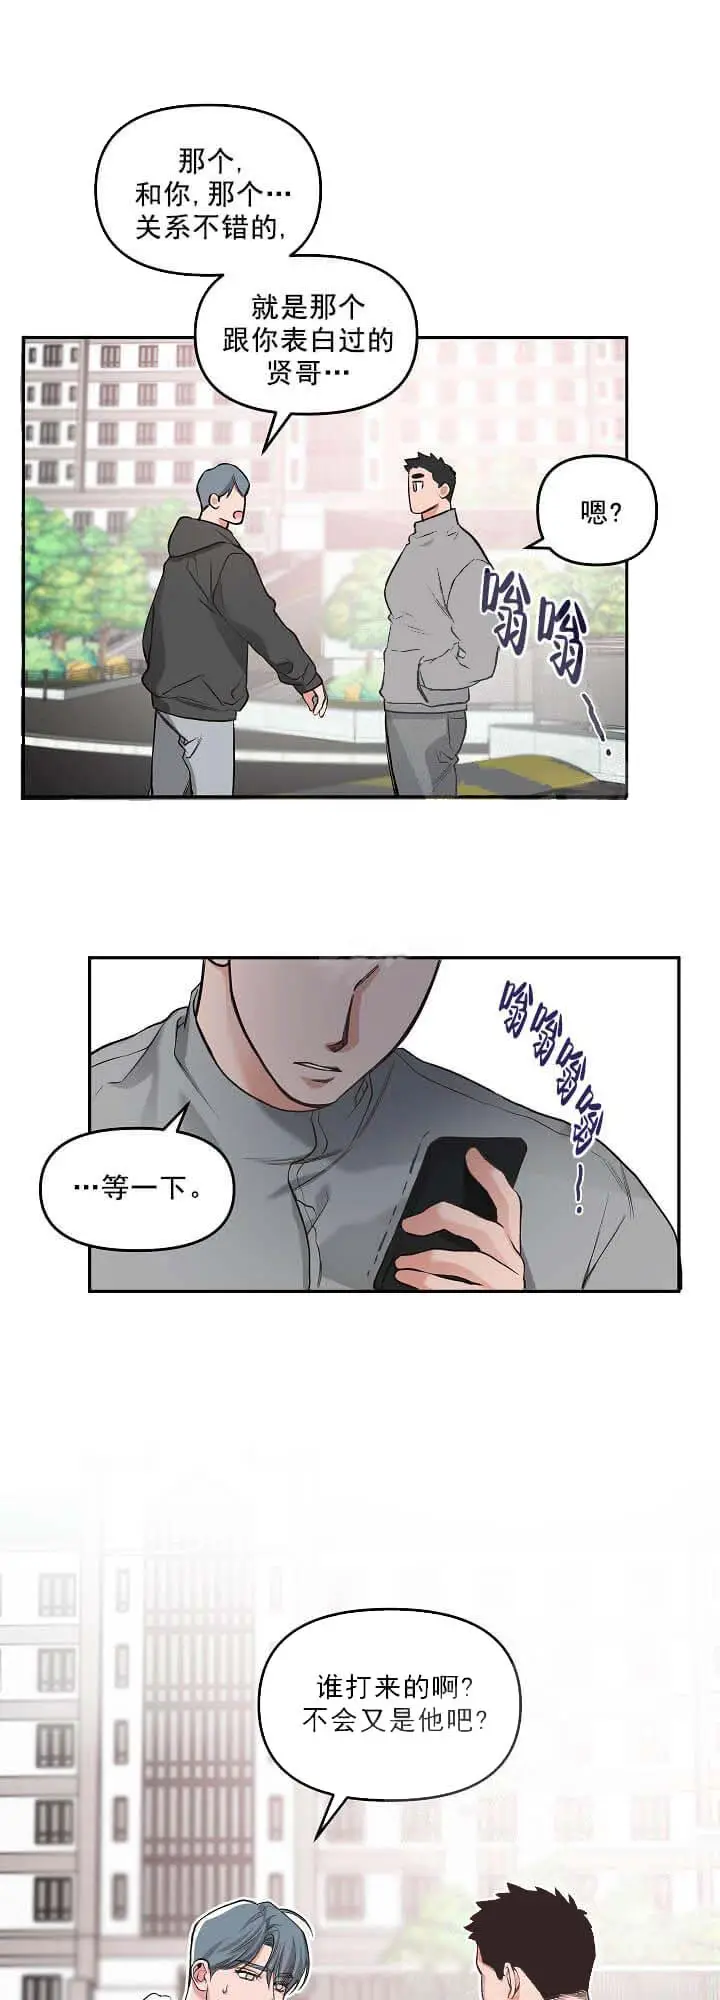 那个,
和你,那个…
关系不错的,
就是那个
跟你表白过的
贤哥…
嗯?
嗡嗡…
…等一下。
嗡嗡嗡嗡…
谁打来的啊?
不会又是他吧?